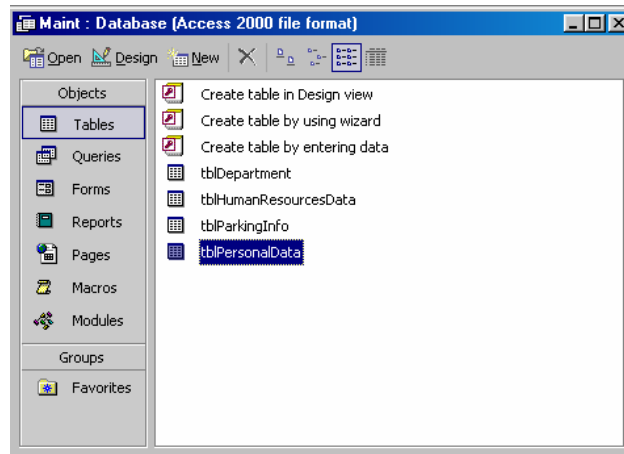 Maint : Database (Access 2000 file format)
Open Design New
Objects
Tables
Queries
Forms
Reports
Pages
Macros
Modules
Groups
Favorites
Create table in Design view
Create table by using wizard
Create table by entering data
tblDepartment
tblHumanResourcesData
tblParkingInfo
tblPersonalData